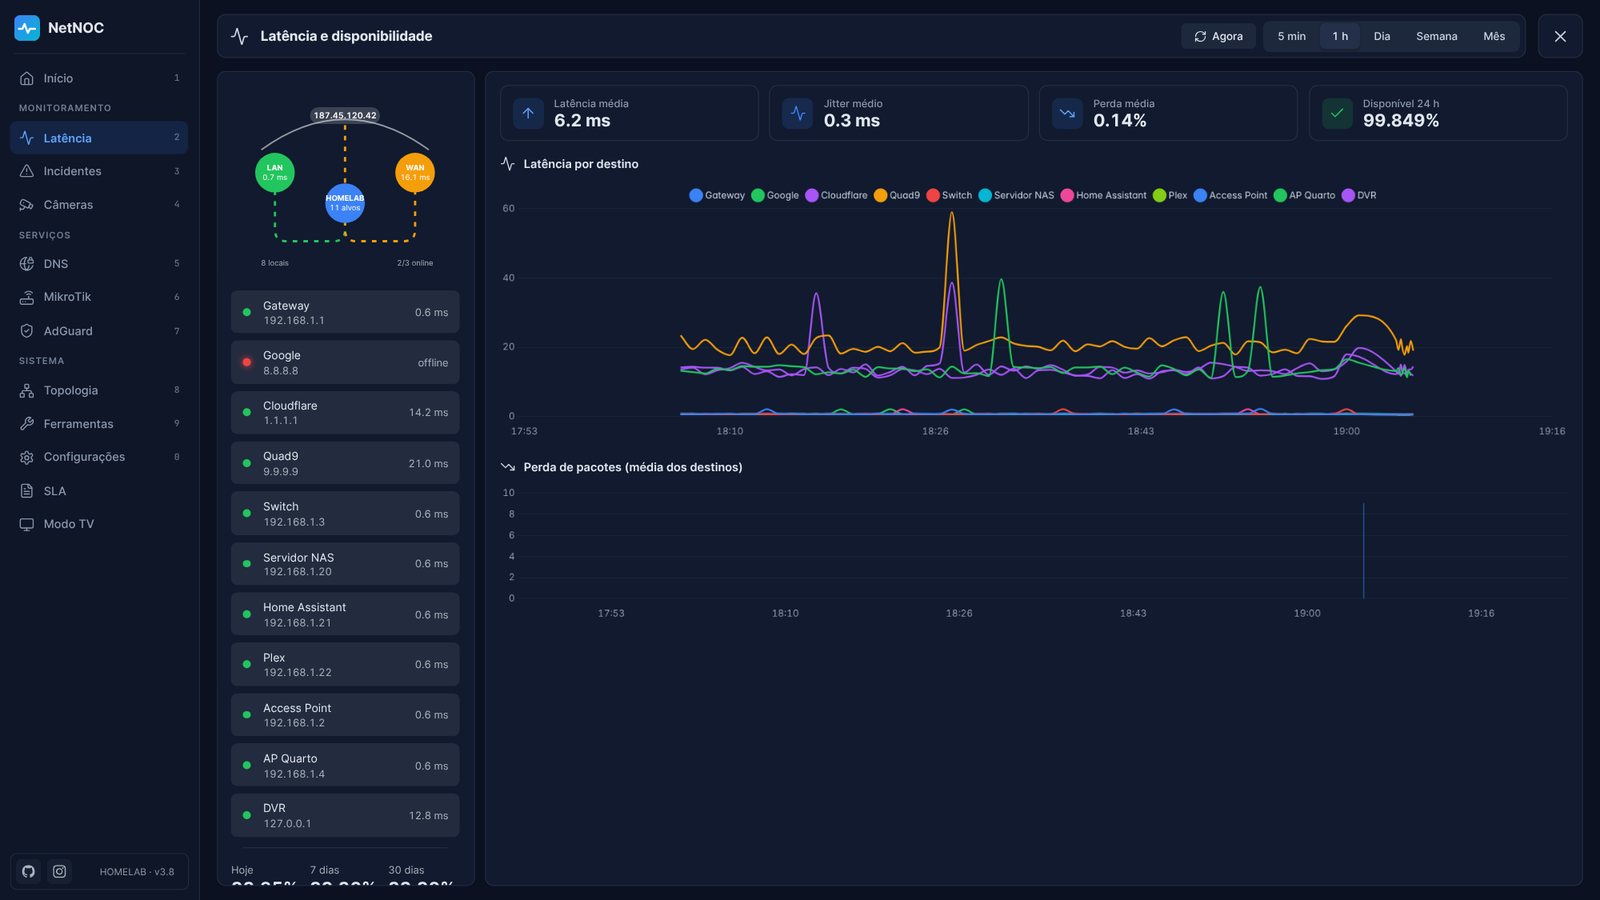 NetNOC
Início 1
MONITORAMENTO
Latência 2
Incidentes 3
Câmeras 4
SERVIÇOS
DNS 5
MikroTik 6
AdGuard 7
SISTEMA
Topologia 8
Ferramentas 9
Configurações 0
SLA
Modo TV
HOMELAB · v3.8
Latência e disponibilidade
Agora
5 min 1 h Dia Semana Mês
187.45.120.42
LAN
0.7 ms
WAN
16.1 ms
HOMELAB
11 alvos
8 locais 2/3 online
Gateway
192.168.1.1
0.6 ms
Google
8.8.8.8
offline
Cloudflare
1.1.1.1
14.2 ms
Quad9
9.9.9.9
21.0 ms
Switch
192.168.1.3
0.6 ms
Servidor NAS
192.168.1.20
0.6 ms
Home Assistant
192.168.1.21
0.6 ms
Plex
192.168.1.22
0.6 ms
Access Point
192.168.1.2
0.6 ms
AP Quarto
192.168.1.4
0.6 ms
DVR
127.0.0.1
12.8 ms
Hoje 7 dias 30 dias
Latência média
6.2 ms
Jitter médio
0.3 ms
Perda média
0.14%
Disponível 24 h
99.849%
Latência por destino
Gateway Google Cloudflare Quad9 Switch Servidor NAS Home Assistant Plex Access Point AP Quarto DVR
60
40
20
0
17:53 18:10 18:26 18:43 19:00 19:16
Perda de pacotes (média dos destinos)
10
8
6
4
2
0
17:53 18:10 18:26 18:43 19:00 19:16